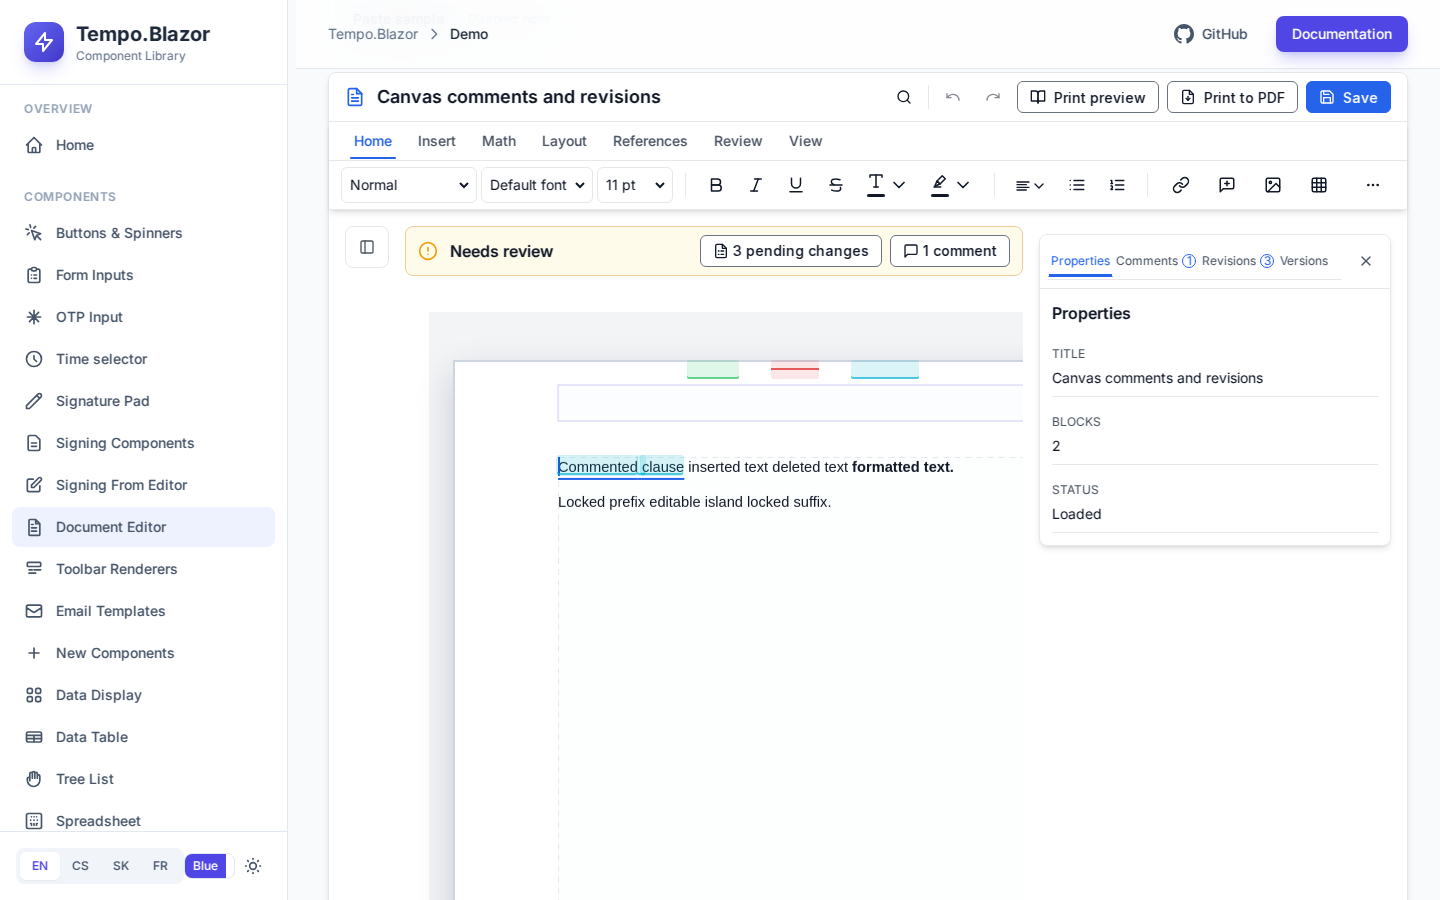 Tempo.Blazor
Component Library
OVERVIEW
Home
COMPONENTS
Buttons & Spinners
Form Inputs
OTP Input
Time selector
Signature Pad
Signing Components
Signing From Editor
Document Editor
Toolbar Renderers
Email Templates
New Components
Data Display
Data Table
Tree List
Spreadsheet
EN CS SK FR Blue
Tempo.Blazor > Demo
GitHub
Documentation
Canvas comments and revisions
Print preview
Print to PDF
Save
Home Insert Math Layout References Review View
Normal Default font 11 pt
Needs review
3 pending changes
1 comment
Commented clause inserted text deleted text formatted text.
Locked prefix editable island locked suffix.
Properties Comments 1 Revisions 3 Versions
Properties
TITLE
Canvas comments and revisions
BLOCKS
2
STATUS
Loaded